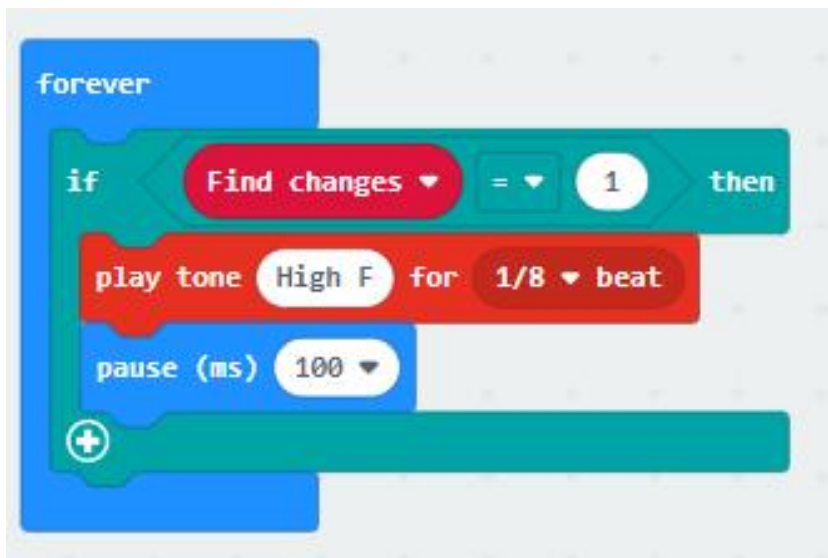 forever
if Find changes = 1 then
play tone High F for 1/8 beat
pause (ms) 100